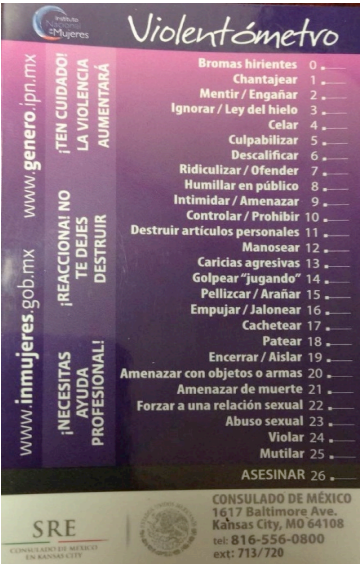 Instituto
Nacional
de las
Mujeres
Violentómetro
www.inmujeres.gob.mx www.genero.ipn.mx
¡TEN CUIDADO!
LA VIOLENCIA
AUMENTARÁ
¡REACCIONA! NO
TE DEJES
DESTRUIR
¡NECESITAS
AYUDA
PROFESIONAL!
Bromas hirientes 0
Chantajear 1
Mentir / Engañar 2
Ignorar / Ley del hielo 3
Celar 4
Culpabilizar 5
Descalificar 6
Ridiculizar / Ofender 7
Humillar en público 8
Intimidar / Amenazar 9
Controlar / Prohibir 10
Destruir artículos personales 11
Manosear 12
Caricias agresivas 13
Golpear "jugando" 14
Pellizcar / Arañar 15
Empujar / Jalonear 16
Cachetear 17
Patear 18
Encerrar / Aislar 19
Amenazar con objetos o armas 20
Amenazar de muerte 21
Forzar a una relación sexual 22
Abuso sexual 23
Violar 24
Mutilar 25
ASESINAR 26
SRE
CONSULADO DE MÉXICO
EN KANSAS CITY
CONSULADO DE MÉXICO
1617 Baltimore Ave.
Kansas City, MO 64108
tel: 816-556-0800
ext: 713/720